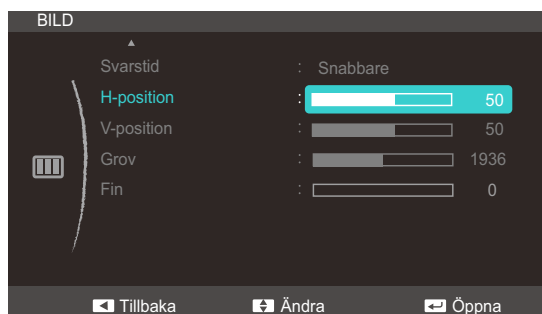 BILD
Svarstid : Snabbare
H-position : 50
V-position : 50
Grov : 1936
Fin : 0
Tillbaka Ändra Öppna